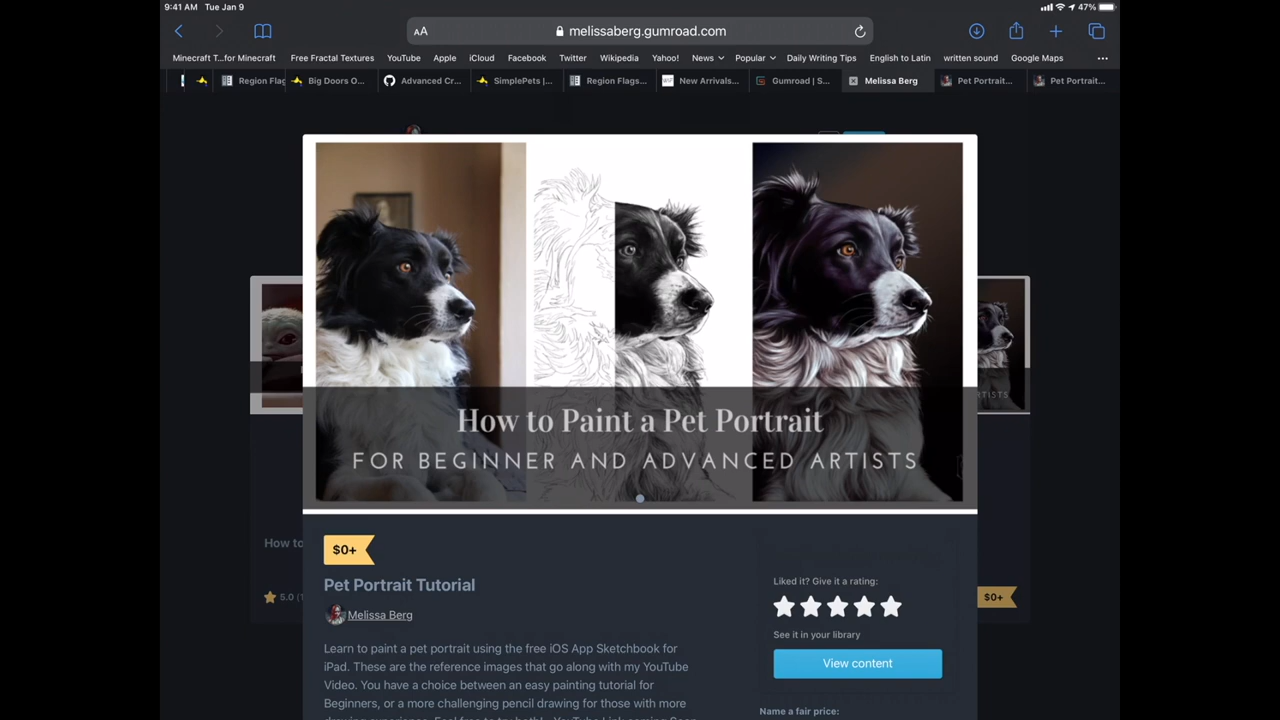 9:41 AM Tue Jan 9
47%
AA
melissaberg.gumroad.com
Minecraft T...for Minecraft Free Fractal Textures YouTube Apple iCloud Facebook Twitter Wikipedia Yahoo! News Popular Daily Writing Tips English to Latin written sound Google Maps
Region Flag Big Doors O... Advanced Cr... SimplePets |... Region Flags... New Arrivals... Gumroad | S... Melissa Berg Pet Portrait... Pet Portrait...
How to Paint a Pet Portrait
FOR BEGINNER AND ADVANCED ARTISTS
TISTS
$0+
Pet Portrait Tutorial
Melissa Berg
Learn to paint a pet portrait using the free iOS App Sketchbook for
iPad. These are the reference images that go along with my YouTube
Video. You have a choice between an easy painting tutorial for
Beginners, or a more challenging pencil drawing for those with more
Liked it? Give it a rating:
See it in your library
View content
Name a fair price:
How to
5.0
$0+